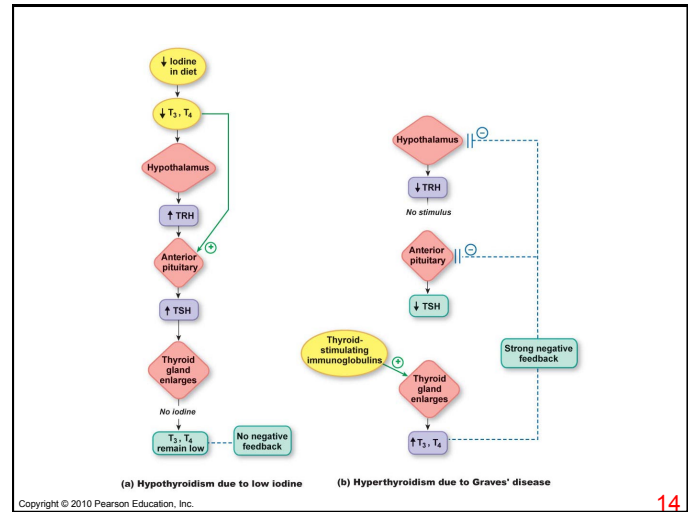 ↓ Iodine
in diet
↓ T3, T4
Hypothalamus
↑ TRH
+
Anterior
pituitary
↑ TSH
Thyroid
gland
enlarges
No iodine
T3, T4
remain low
No negative
feedback
(a) Hypothyroidism due to low iodine
Hypothalamus
−
↓ TRH
No stimulus
Anterior
pituitary
−
↓ TSH
Thyroid-
stimulating
immunoglobulins
+
Thyroid
gland
enlarges
↑ T3, T4
Strong negative
feedback
(b) Hyperthyroidism due to Graves' disease
Copyright © 2010 Pearson Education, Inc.
14